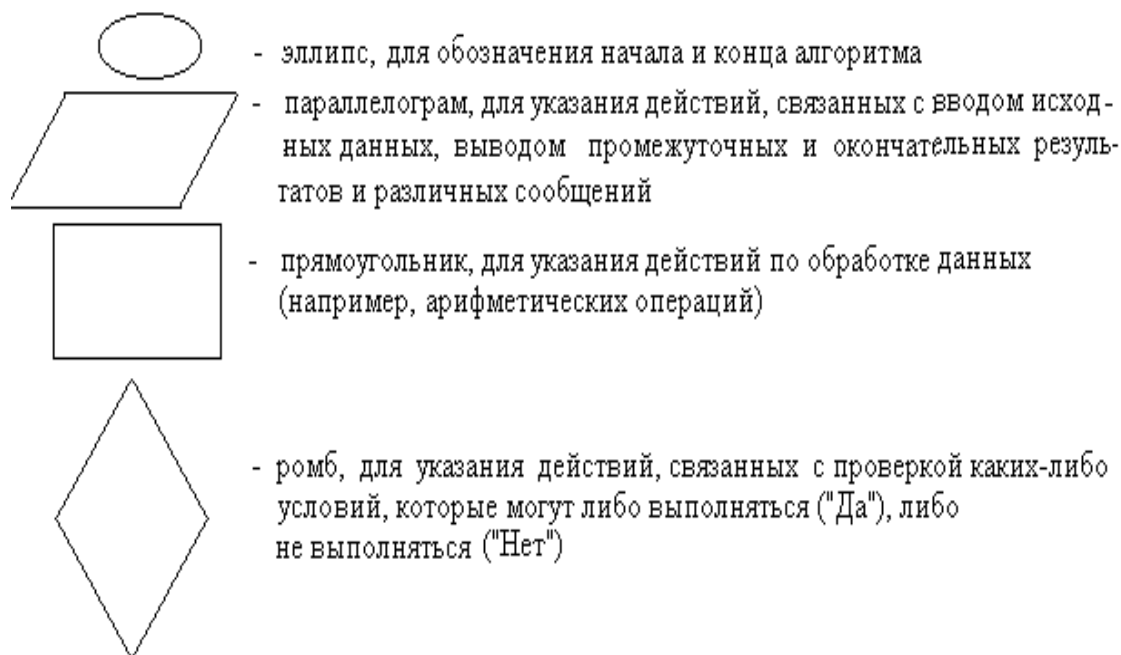 - эллипс, для обозначения начала и конца алгоритма
- параллелограм, для указания действий, связанных с вводом исход-
ных данных, выводом промежуточных и окончательных резуль-
татов и различных сообщений
- прямоугольник, для указания действий по обработке данных
(например, арифметических операций)
- ромб, для указания действий, связанных с проверкой каких-либо
условий, которые могут либо выполняться ("Да"), либо
не выполняться ("Нет")